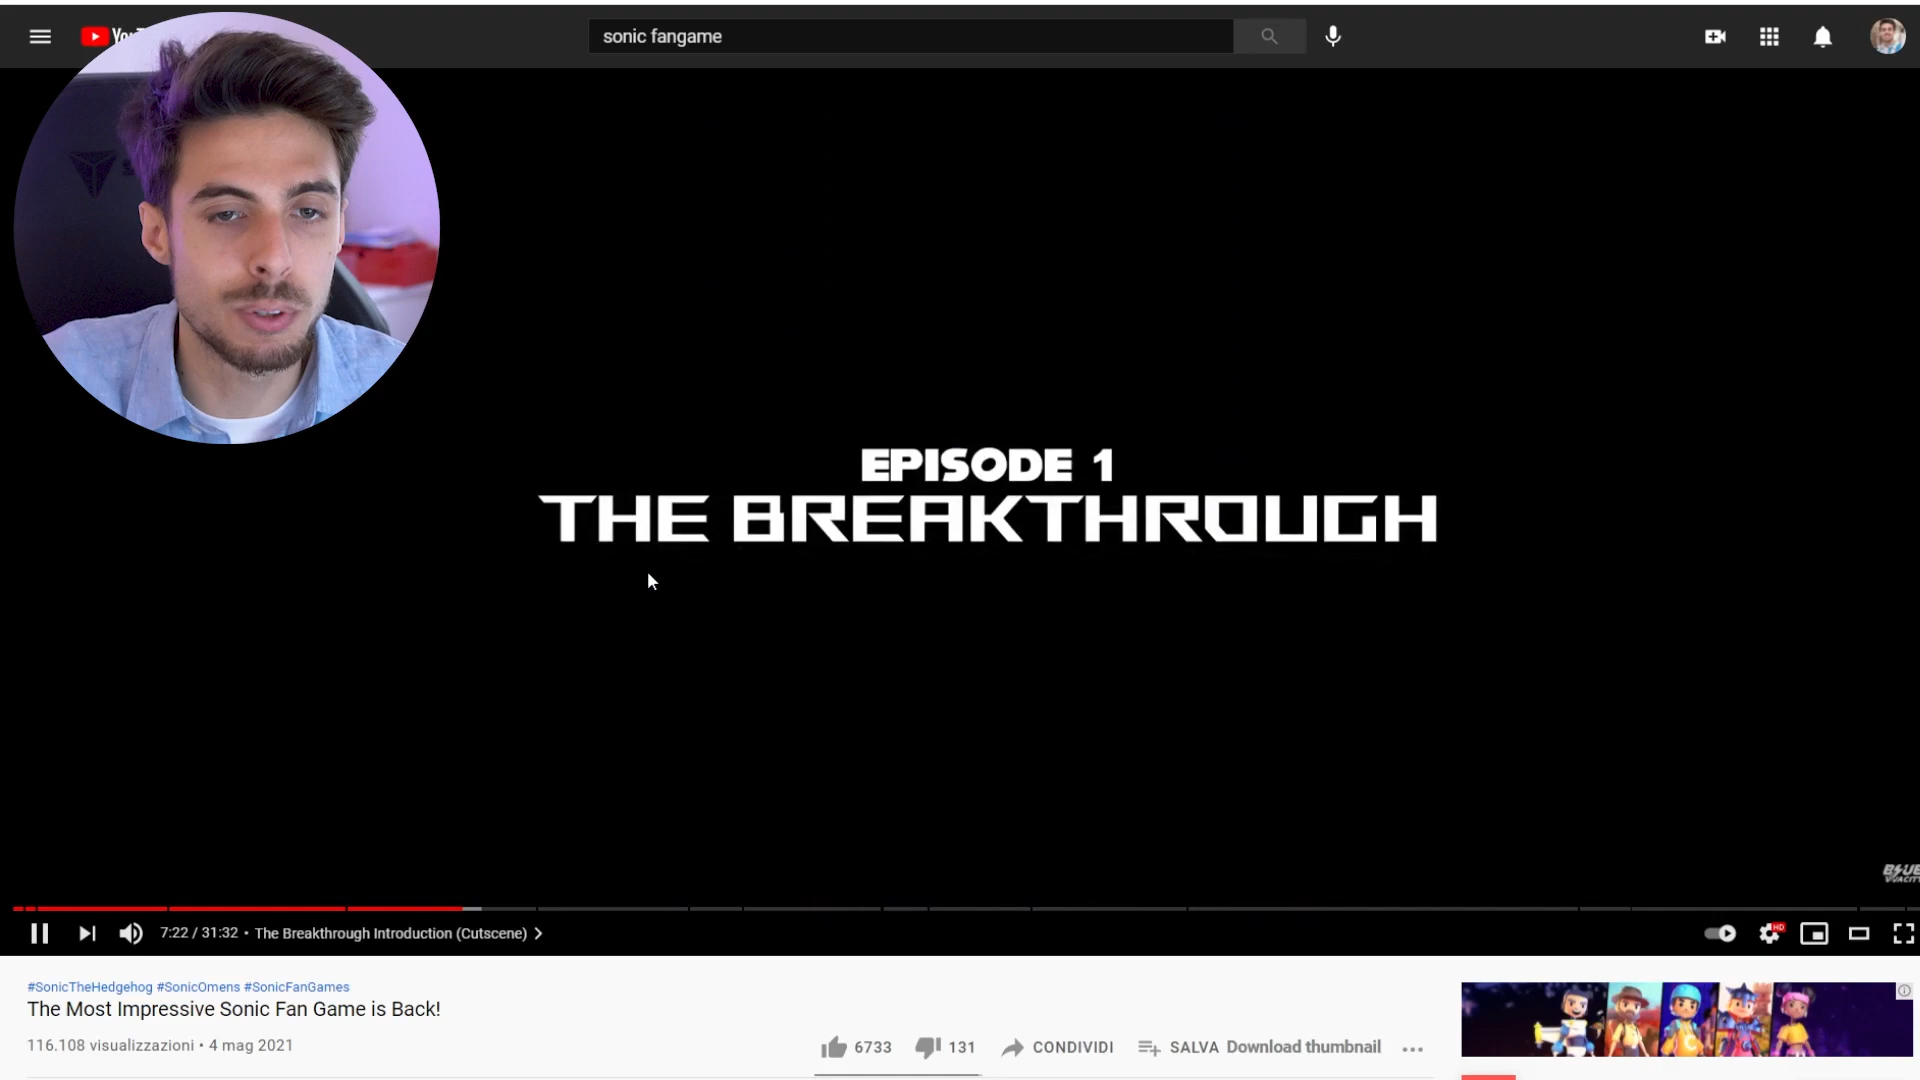 sonic fangame
EPISODE 1
THE BREAKTHROUGH
7:22 / 31:32 • The Breakthrough Introduction (Cutscene)
HD
#SonicTheHedgehog #SonicOmens #SonicFanGames
The Most Impressive Sonic Fan Game is Back!
116.108 visualizzazioni • 4 mag 2021
6733
131
CONDIVIDI
SALVA
Download thumbnail